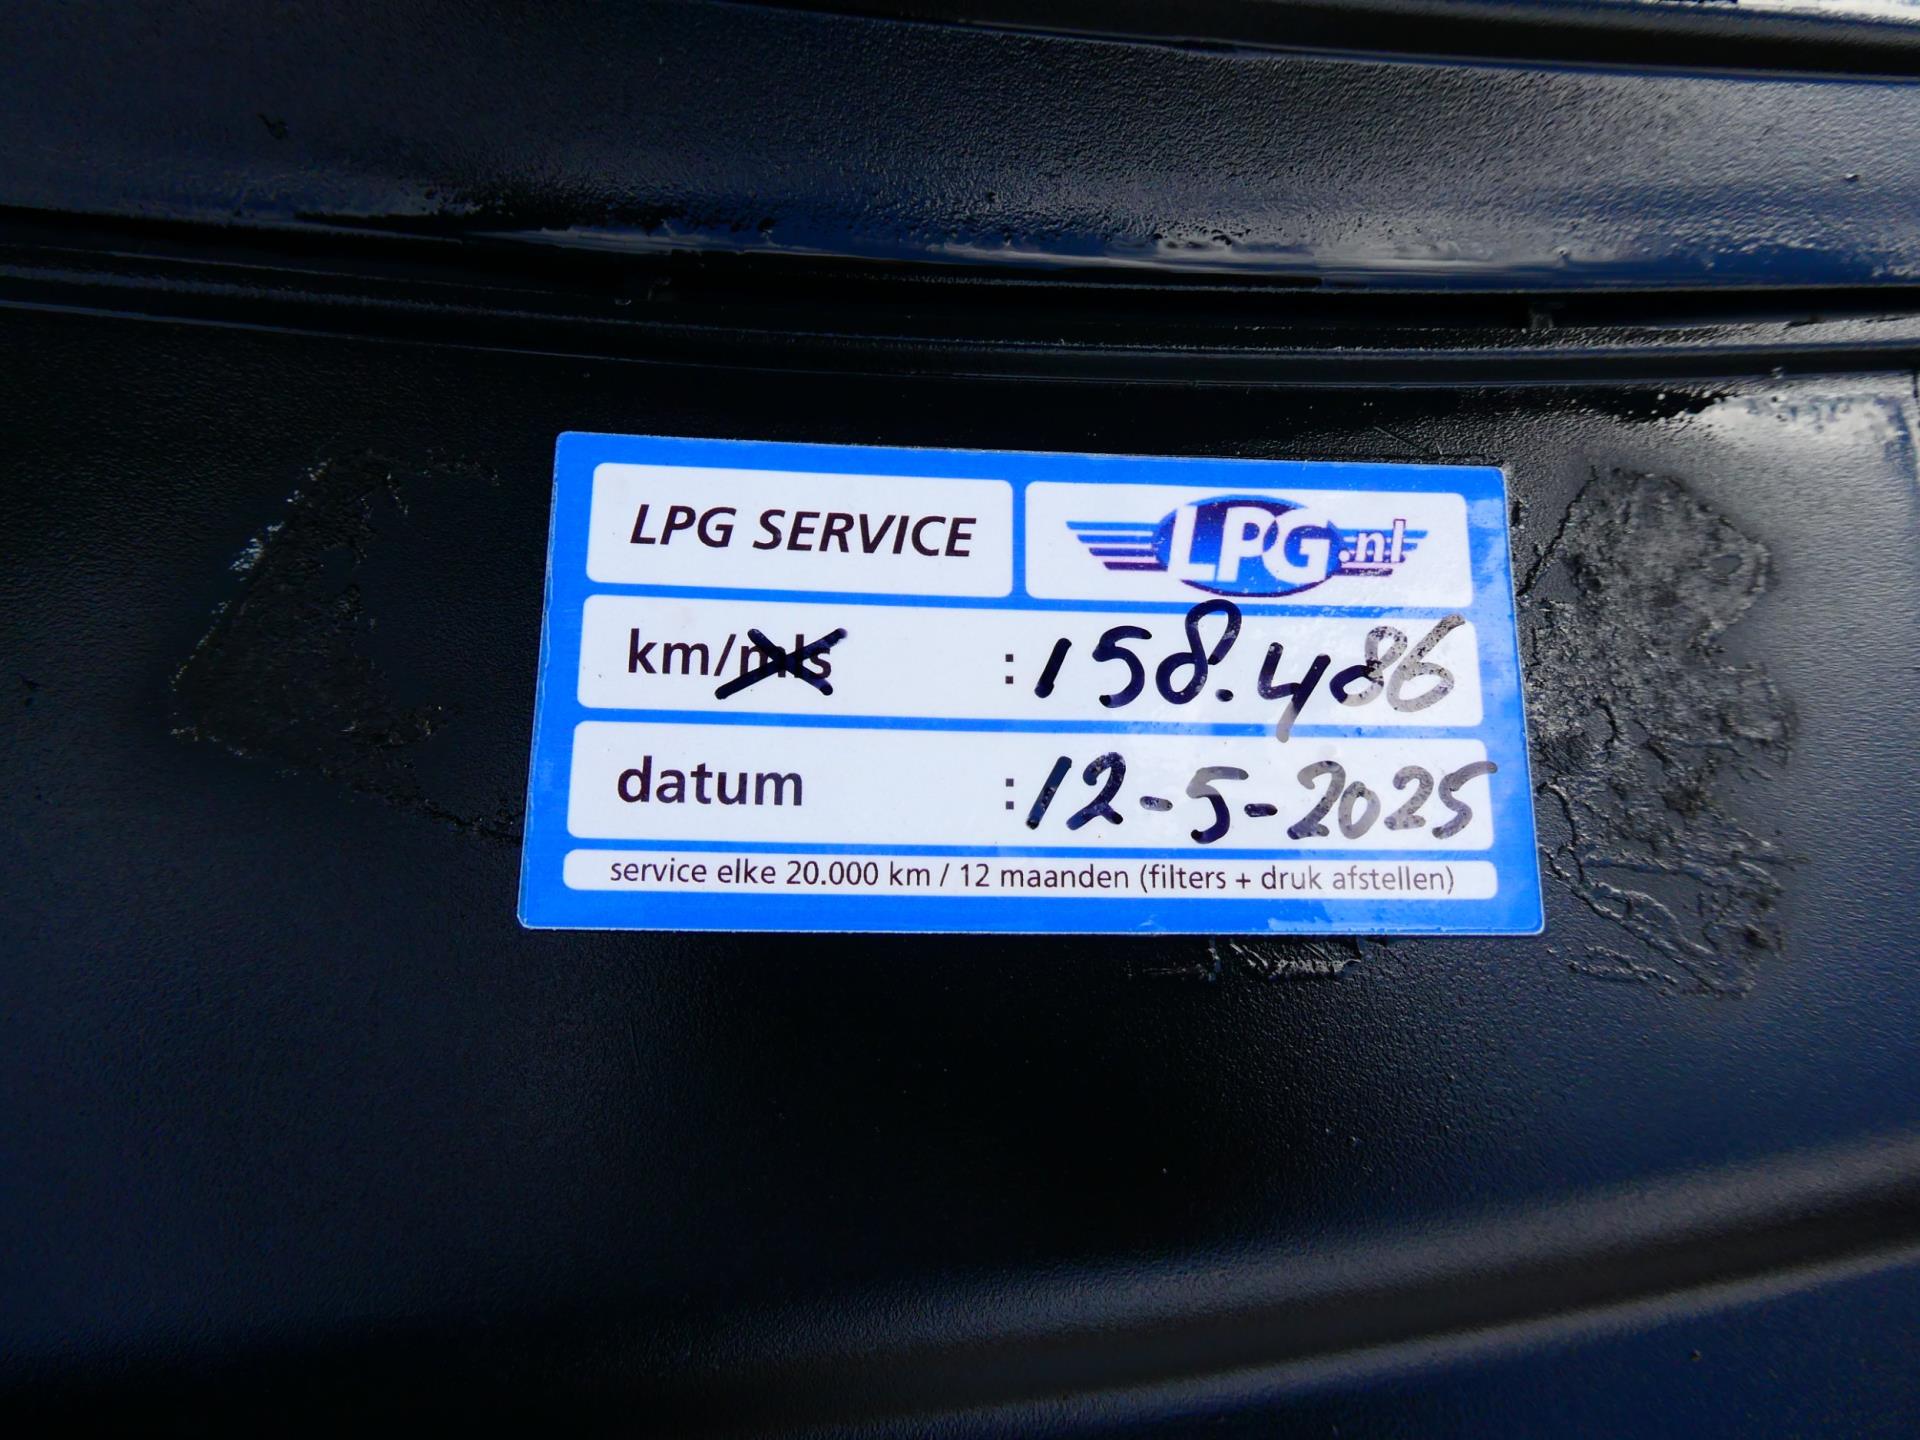 LPG SERVICE
LPG.nl
km/mls : 158.486
datum : 12-5-2025
service elke 20.000 km / 12 maanden (filters + druk afstellen)